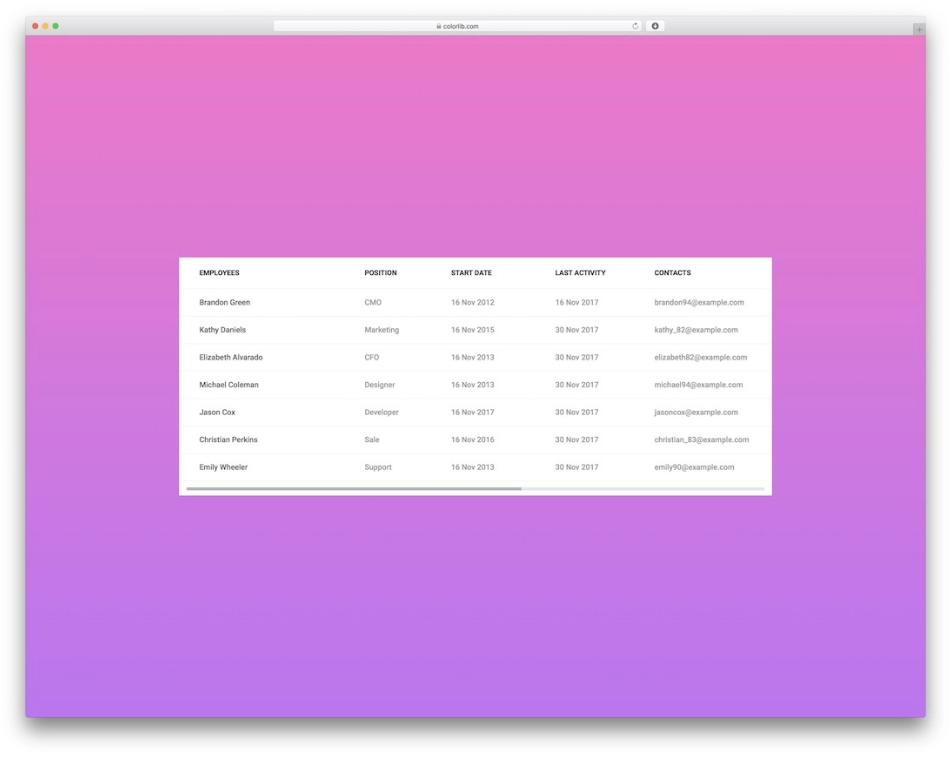 colorlib.com
EMPLOYEES POSITION START DATE LAST ACTIVITY CONTACTS
Brandon Green CMO 16 Nov 2012 16 Nov 2017 brandon94@example.com
Kathy Daniels Marketing 16 Nov 2015 30 Nov 2017 kathy_82@example.com
Elizabeth Alvarado CFO 16 Nov 2013 30 Nov 2017 elizabeth82@example.com
Michael Coleman Designer 16 Nov 2013 30 Nov 2017 michael94@example.com
Jason Cox Developer 16 Nov 2017 30 Nov 2017 jasoncox@example.com
Christian Perkins Sale 16 Nov 2016 30 Nov 2017 christian_83@example.com
Emily Wheeler Support 16 Nov 2013 30 Nov 2017 emily90@example.com